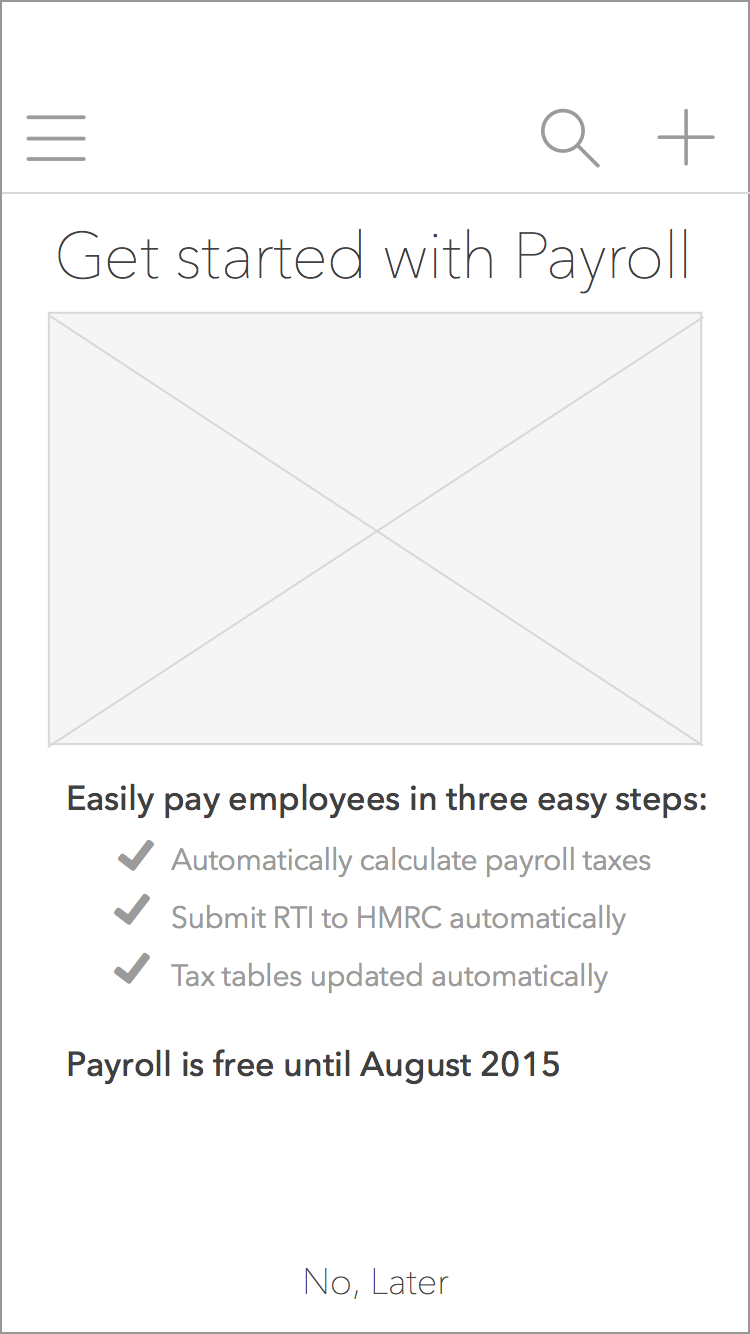 Get started with Payroll
Easily pay employees in three easy steps:
Automatically calculate payroll taxes
Submit RTI to HMRC automatically
Tax tables updated automatically
Payroll is free until August 2015
No, Later